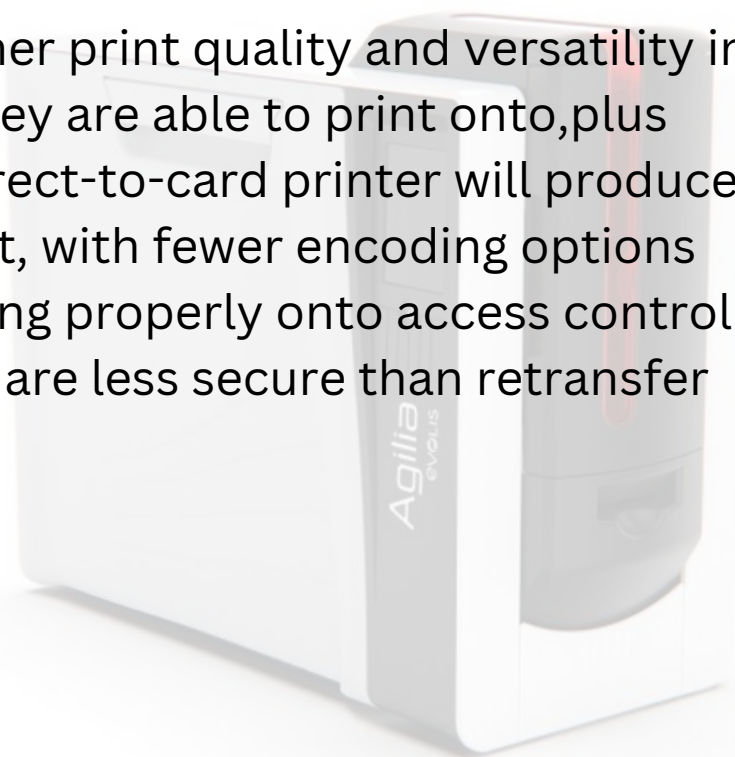 her print quality and versatility in
ey are able to print onto,plus
rect-to-card printer will produce
t, with fewer encoding options
ng properly onto access control
are less secure than retransfer
Agilia
evolis